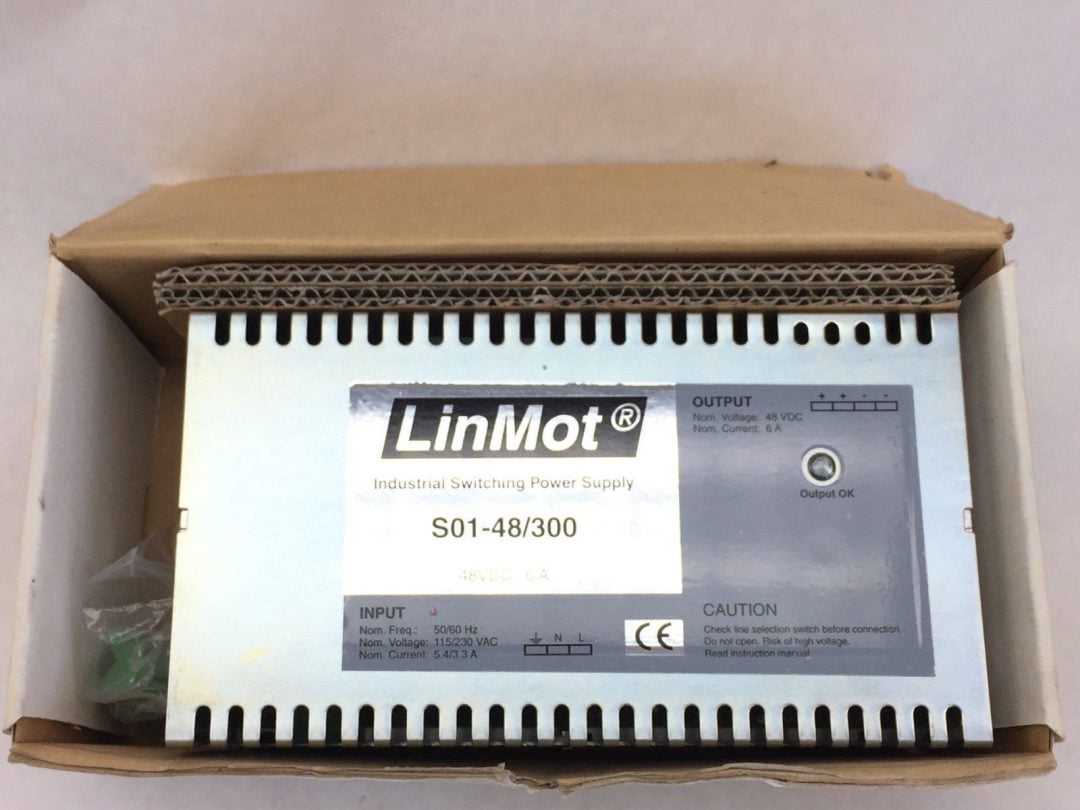 LinMot®
Industrial Switching Power Supply
S01-48/300
48VDC 6 A
OUTPUT
+ + - -
Nom. Voltage: 48 VDC
Nom. Current: 6 A
Output OK
INPUT
Nom. Freq.: 50/60 Hz
Nom. Voltage: 115/230 VAC
Nom. Current: 5.4/3.3 A
⏚ N L
CE
CAUTION
Check line selection switch before connection.
Do not open. Risk of high voltage.
Read instruction manual.